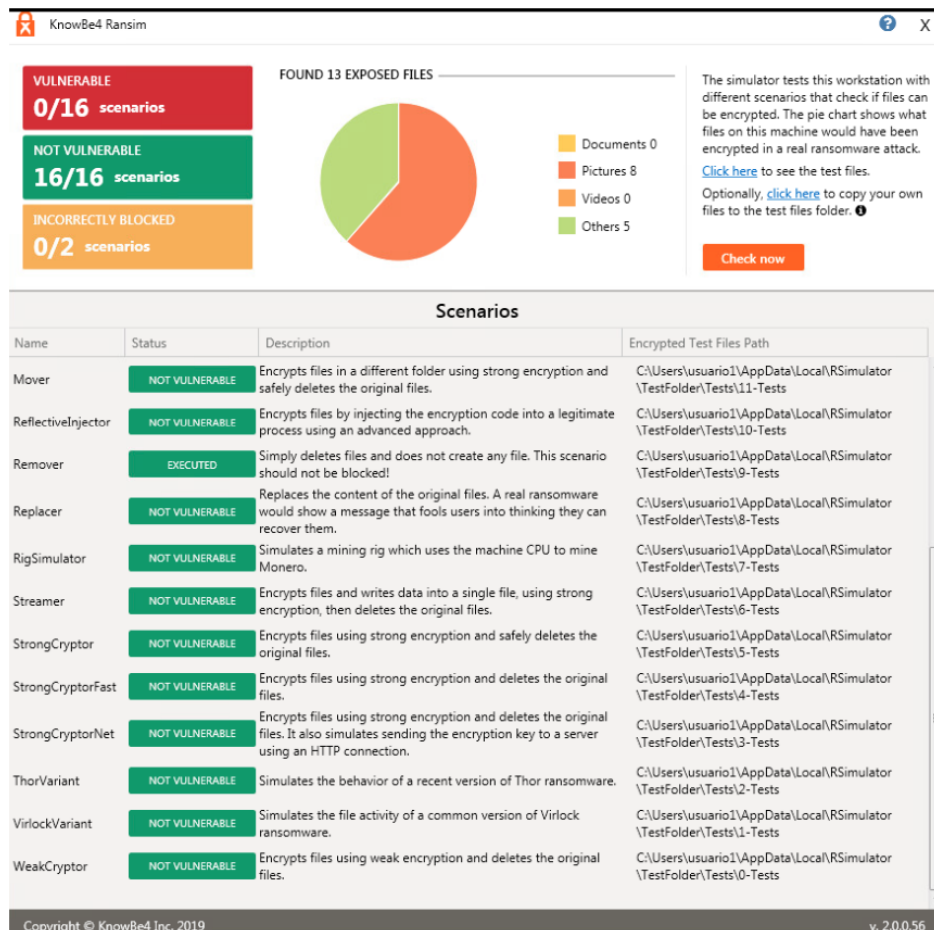 KnowBe4 Ransim
X
VULNERABLE
0/16 scenarios
NOT VULNERABLE
16/16 scenarios
INCORRECTLY BLOCKED
0/2 scenarios
FOUND 13 EXPOSED FILES
Documents 0
Pictures 8
Videos 0
Others 5
The simulator tests this workstation with
different scenarios that check if files can
be encrypted. The pie chart shows what
files on this machine would have been
encrypted in a real ransomware attack.
Click here to see the test files.
Optionally, click here to copy your own
files to the test files folder.
Check now
Scenarios
Name Status Description Encrypted Test Files Path
Mover NOT VULNERABLE Encrypts files in a different folder using strong encryption and C:\Users\usuario1\AppData\Local\RSimulator
safely deletes the original files. \TestFolder\Tests\11-Tests
ReflectiveInjector NOT VULNERABLE Encrypts files by injecting the encryption code into a legitimate C:\Users\usuario1\AppData\Local\RSimulator
process using an advanced approach. \TestFolder\Tests\10-Tests
Remover EXECUTED Simply deletes files and does not create any file. This scenario C:\Users\usuario1\AppData\Local\RSimulator
should not be blocked! \TestFolder\Tests\9-Tests
Replacer NOT VULNERABLE Replaces the content of the original files. A real ransomware C:\Users\usuario1\AppData\Local\RSimulator
would show a message that fools users into thinking they can \TestFolder\Tests\8-Tests
recover them.
RigSimulator NOT VULNERABLE Simulates a mining rig which uses the machine CPU to mine C:\Users\usuario1\AppData\Local\RSimulator
Monero. \TestFolder\Tests\7-Tests
Streamer NOT VULNERABLE Encrypts files and writes data into a single file, using strong C:\Users\usuario1\AppData\Local\RSimulator
encryption, then deletes the original files. \TestFolder\Tests\6-Tests
StrongCryptor NOT VULNERABLE Encrypts files using strong encryption and safely deletes the C:\Users\usuario1\AppData\Local\RSimulator
original files. \TestFolder\Tests\5-Tests
StrongCryptorFast NOT VULNERABLE Encrypts files using strong encryption and deletes the original C:\Users\usuario1\AppData\Local\RSimulator
files. \TestFolder\Tests\4-Tests
StrongCryptorNet NOT VULNERABLE Encrypts files using strong encryption and deletes the original C:\Users\usuario1\AppData\Local\RSimulator
files. It also simulates sending the encryption key to a server \TestFolder\Tests\3-Tests
using an HTTP connection.
ThorVariant NOT VULNERABLE Simulates the behavior of a recent version of Thor ransomware. C:\Users\usuario1\AppData\Local\RSimulator
\TestFolder\Tests\2-Tests
VirlockVariant NOT VULNERABLE Simulates the file activity of a common version of Virlock C:\Users\usuario1\AppData\Local\RSimulator
ransomware. \TestFolder\Tests\1-Tests
WeakCryptor NOT VULNERABLE Encrypts files using weak encryption and deletes the original C:\Users\usuario1\AppData\Local\RSimulator
files. \TestFolder\Tests\0-Tests
Copyright © KnowBe4 Inc. 2019 v. 2.0.0.56